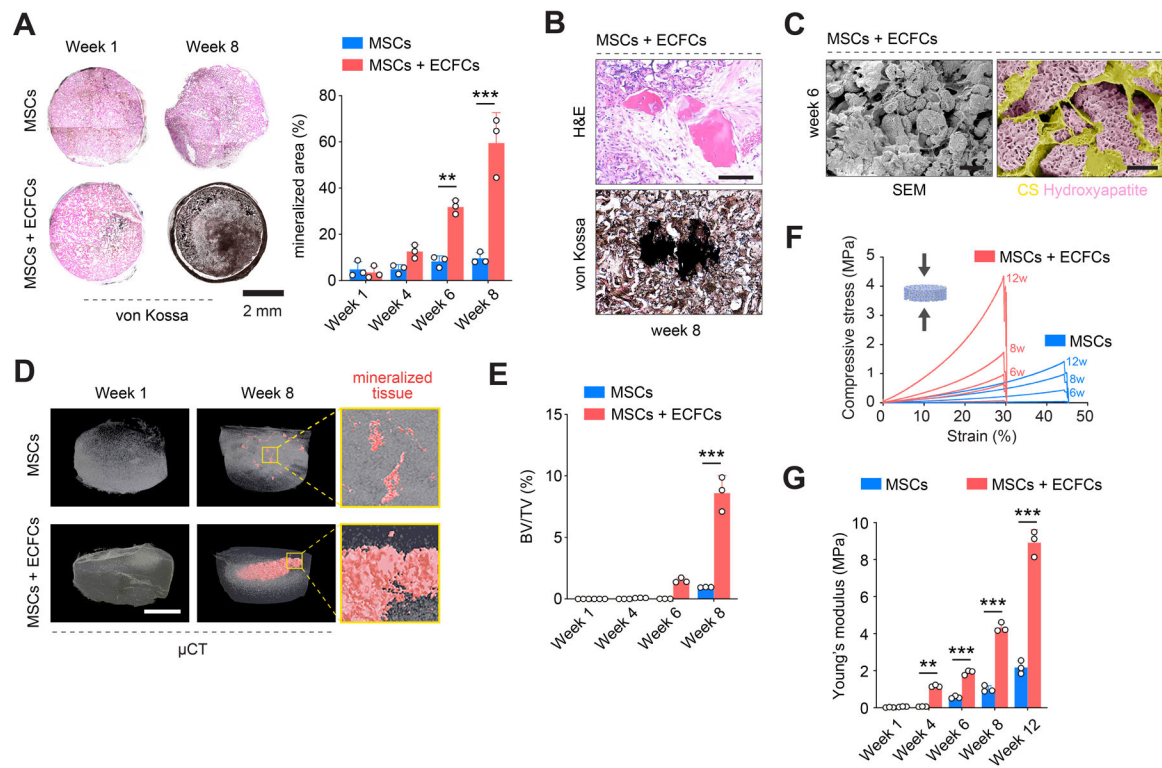 A
Week 1
Week 8
MSCs
MSCs + ECFCs
von Kossa
2 mm
MSCs
MSCs + ECFCs
mineralized area (%)
80
60
40
20
0
**
***
Week 1
Week 4
Week 6
Week 8
B
MSCs + ECFCs
H&E
von Kossa
week 8
C
MSCs + ECFCs
week 6
SEM
CS Hydroxyapatite
D
Week 1
Week 8
mineralized
tissue
MSCs
MSCs + ECFCs
µCT
E
MSCs
MSCs + ECFCs
BV/TV (%)
15
10
5
0
***
Week 1
Week 4
Week 6
Week 8
F
Compressive stress (MPa)
5
4
3
2
1
0
MSCs + ECFCs
12w
8w
6w
MSCs
12w
8w
6w
0 10 20 30 40 50
Strain (%)
G
MSCs
MSCs + ECFCs
Young's modulus (MPa)
10
8
6
4
2
0
**
***
***
***
Week 1
Week 4
Week 6
Week 8
Week 12